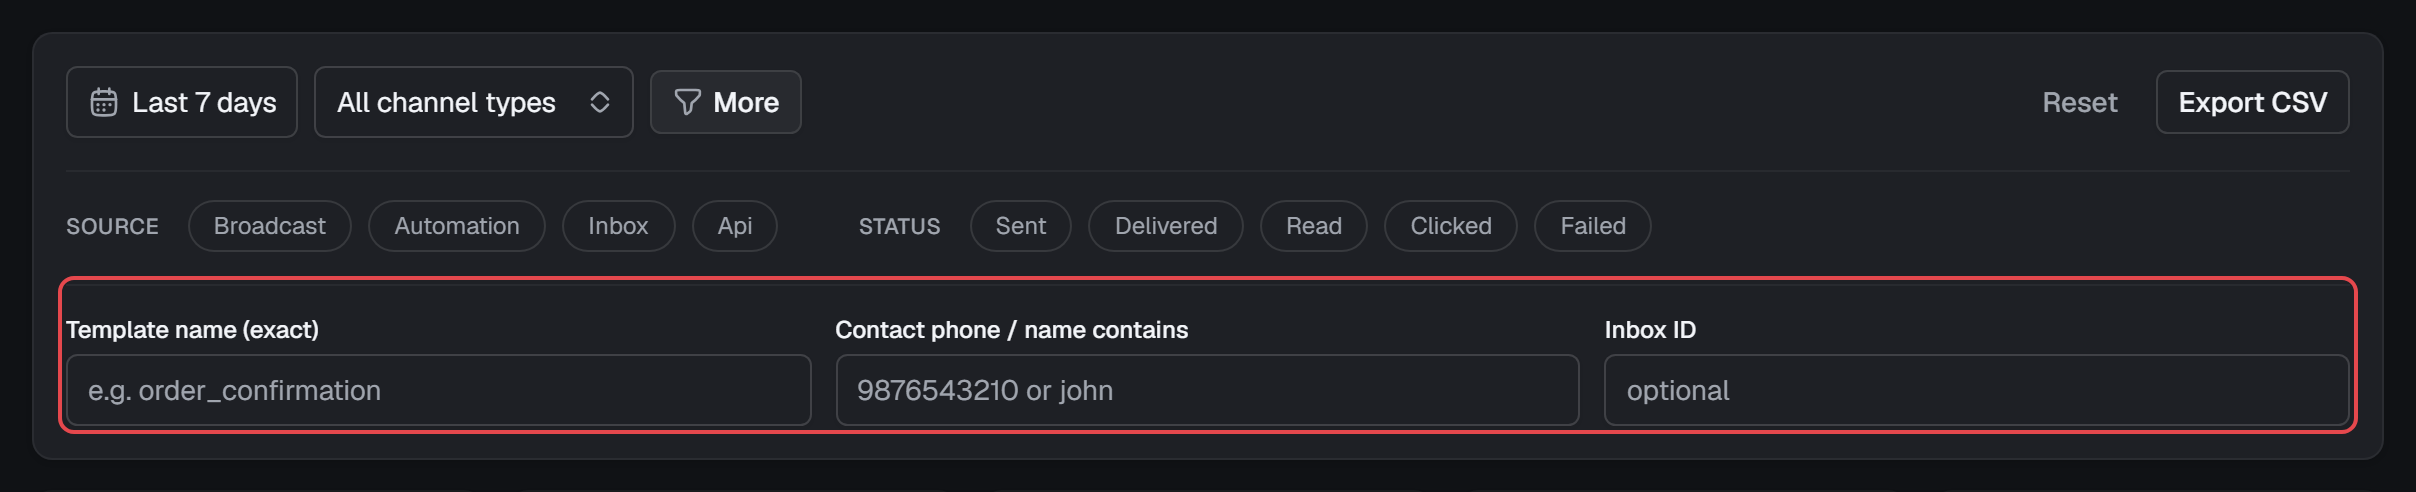 Last 7 days All channel types More Reset Export CSV
SOURCE Broadcast Automation Inbox Api STATUS Sent Delivered Read Clicked Failed
Template name (exact) Contact phone / name contains Inbox ID
e.g. order_confirmation 9876543210 or john optional